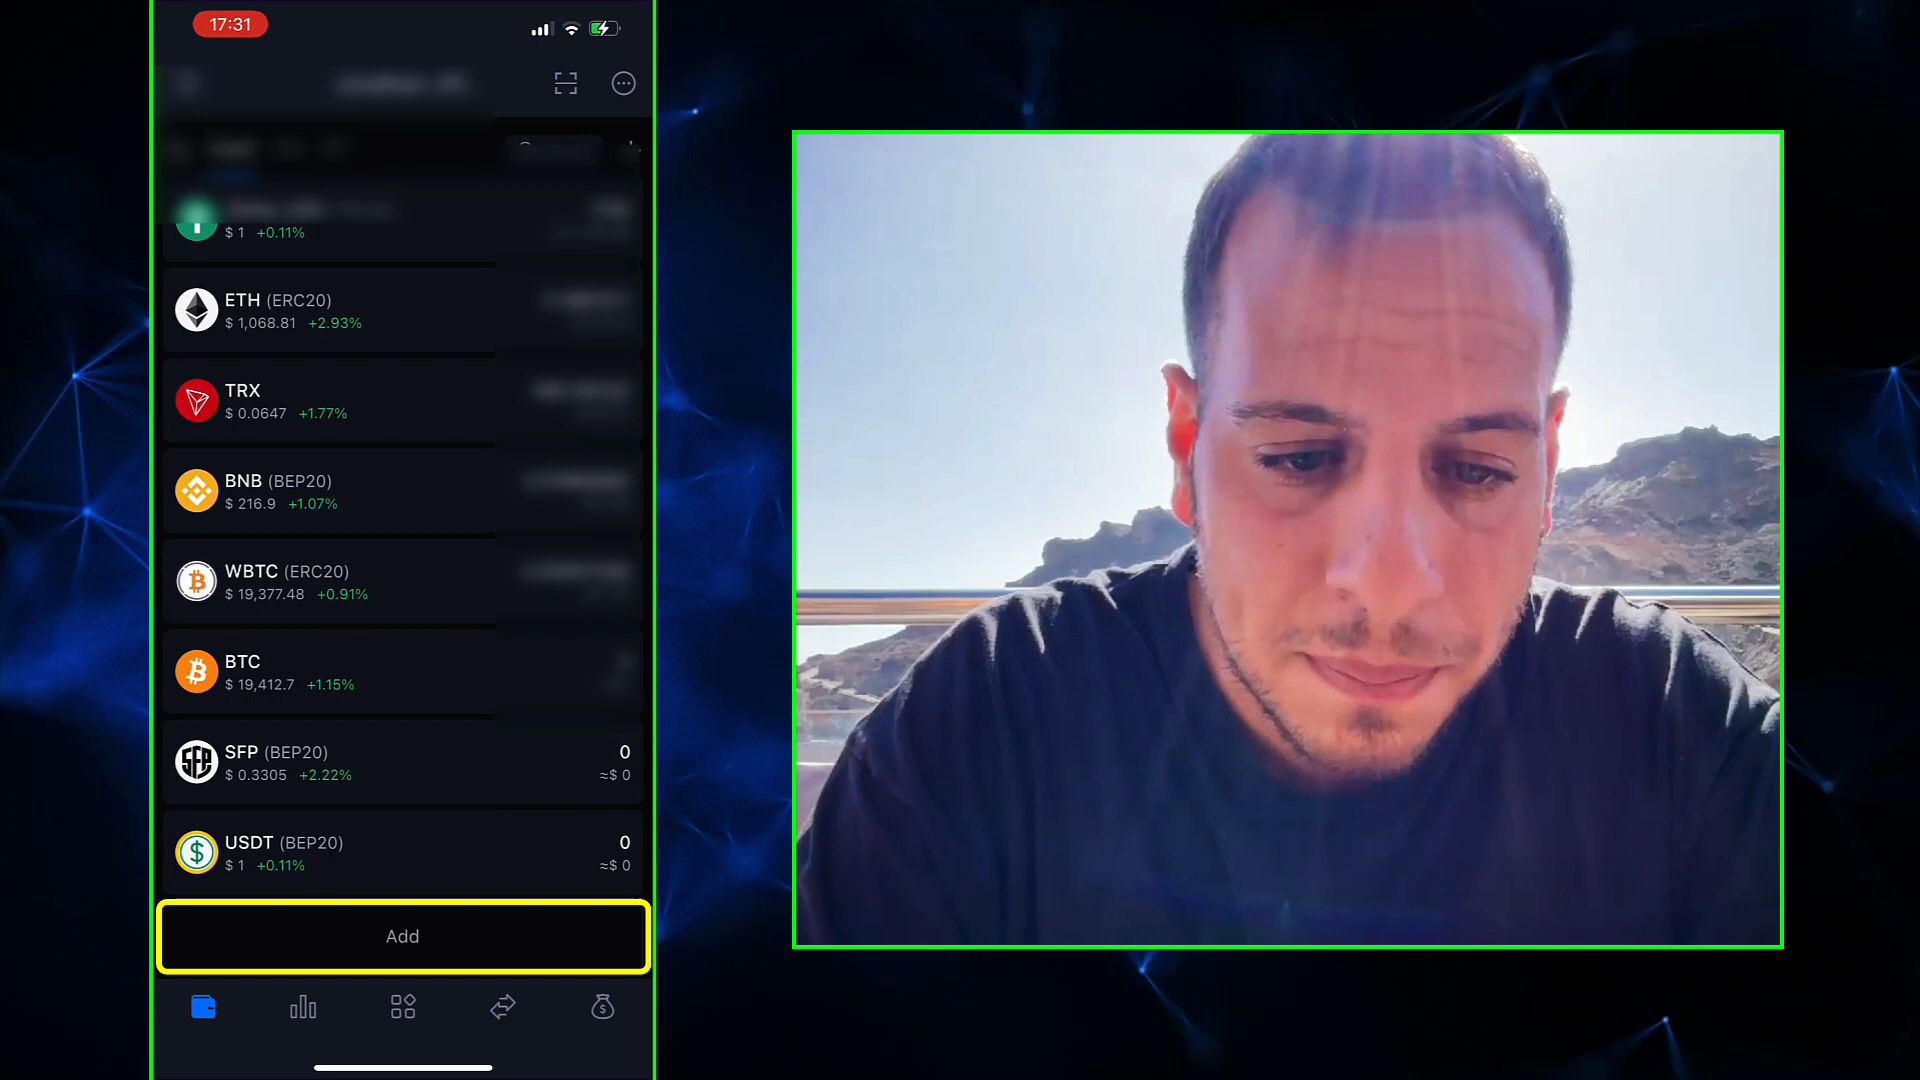 17:31
$ 1 +0.11%
ETH (ERC20)
$ 1,068.81 +2.93%
TRX
$ 0.0647 +1.77%
BNB (BEP20)
$ 216.9 +1.07%
WBTC (ERC20)
$ 19,377.48 +0.91%
BTC
$ 19,412.7 +1.15%
SFP (BEP20) 0
$ 0.3305 +2.22% ≈$ 0
USDT (BEP20) 0
$ 1 +0.11% ≈$ 0
Add